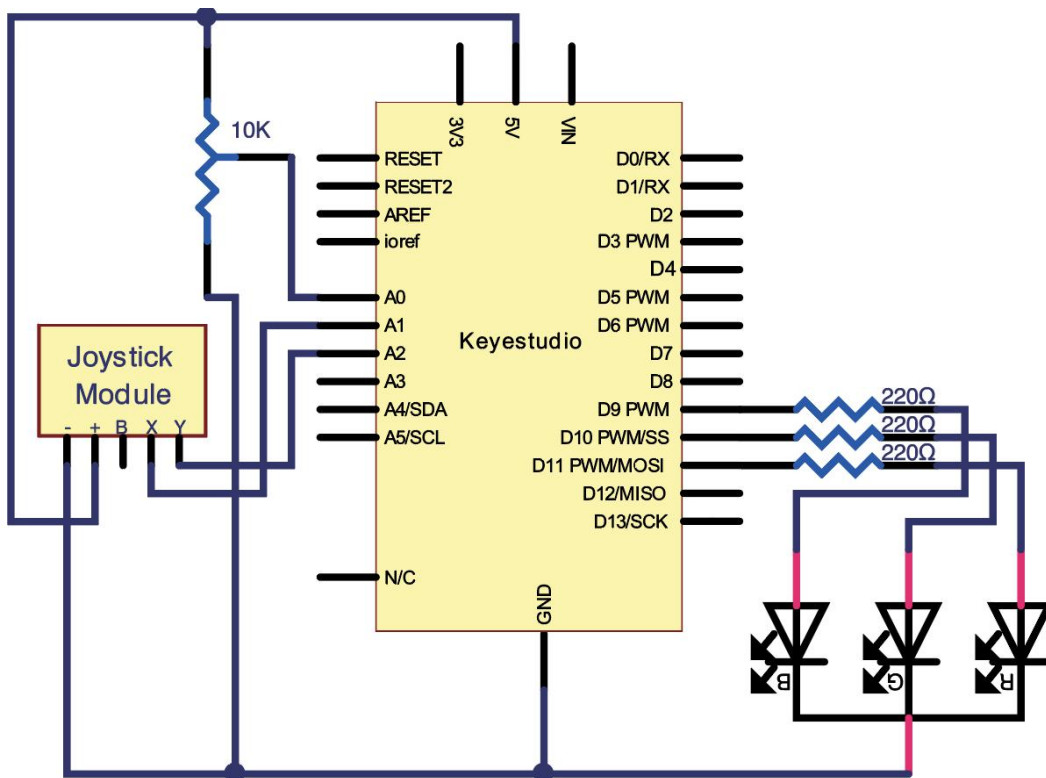 3V3
5V
VIN
10K
RESET
RESET2
AREF
ioref
A0
A1
A2
A3
A4/SDA
A5/SCL
N/C
Keyestudio
D0/RX
D1/RX
D2
D3 PWM
D4
D5 PWM
D6 PWM
D7
D8
D9 PWM
D10 PWM/SS
D11 PWM/MOSI
D12/MISO
D13/SCK
GND
Joystick
Module
- + B X Y
220Ω
220Ω
220Ω
B G R